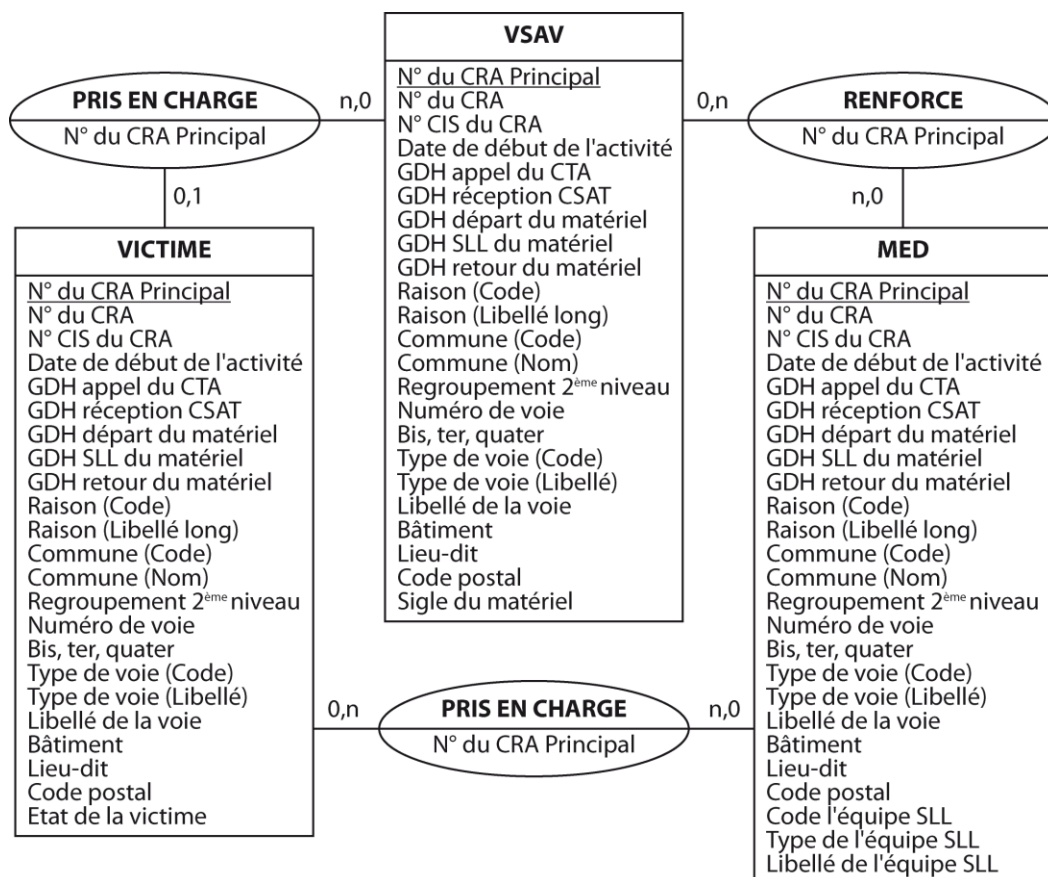 VSAV
N° du CRA Principal
N° du CRA
N° CIS du CRA
Date de début de l'activité
GDH appel du CTA
GDH réception CSAT
GDH départ du matériel
GDH SLL du matériel
GDH retour du matériel
Raison (Code)
Raison (Libellé long)
Commune (Code)
Commune (Nom)
Regroupement 2ème niveau
Numéro de voie
Bis, ter, quater
Type de voie (Code)
Type de voie (Libellé)
Libellé de la voie
Bâtiment
Lieu-dit
Code postal
Sigle du matériel
PRIS EN CHARGE
N° du CRA Principal
n,0
0,1
0,n
RENFORCE
N° du CRA Principal
n,0
VICTIME
N° du CRA Principal
N° du CRA
N° CIS du CRA
Date de début de l'activité
GDH appel du CTA
GDH réception CSAT
GDH départ du matériel
GDH SLL du matériel
GDH retour du matériel
Raison (Code)
Raison (Libellé long)
Commune (Code)
Commune (Nom)
Regroupement 2ème niveau
Numéro de voie
Bis, ter, quater
Type de voie (Code)
Type de voie (Libellé)
Libellé de la voie
Bâtiment
Lieu-dit
Code postal
Etat de la victime
MED
N° du CRA Principal
N° du CRA
N° CIS du CRA
Date de début de l'activité
GDH appel du CTA
GDH réception CSAT
GDH départ du matériel
GDH SLL du matériel
GDH retour du matériel
Raison (Code)
Raison (Libellé long)
Commune (Code)
Commune (Nom)
Regroupement 2ème niveau
Numéro de voie
Bis, ter, quater
Type de voie (Code)
Type de voie (Libellé)
Libellé de la voie
Bâtiment
Lieu-dit
Code postal
Code l'équipe SLL
Type de l'équipe SLL
Libellé de l'équipe SLL
0,n
PRIS EN CHARGE
N° du CRA Principal
n,0